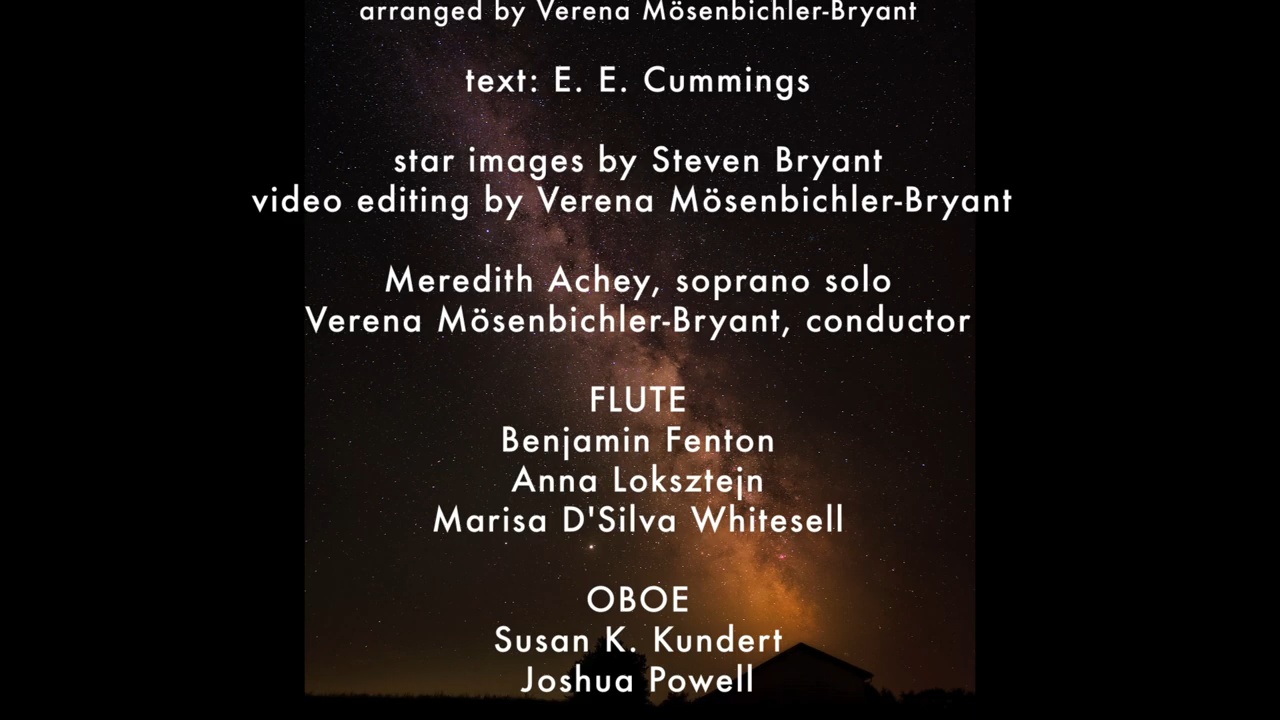 arranged by Verena Mösenbichler-Bryant
text: E. E. Cummings
star images by Steven Bryant
video editing by Verena Mösenbichler-Bryant
Meredith Achey, soprano solo
Verena Mösenbichler-Bryant, conductor
FLUTE
Benjamin Fenton
Anna Loksztejn
Marisa D'Silva Whitesell
OBOE
Susan K. Kundert
Joshua Powell